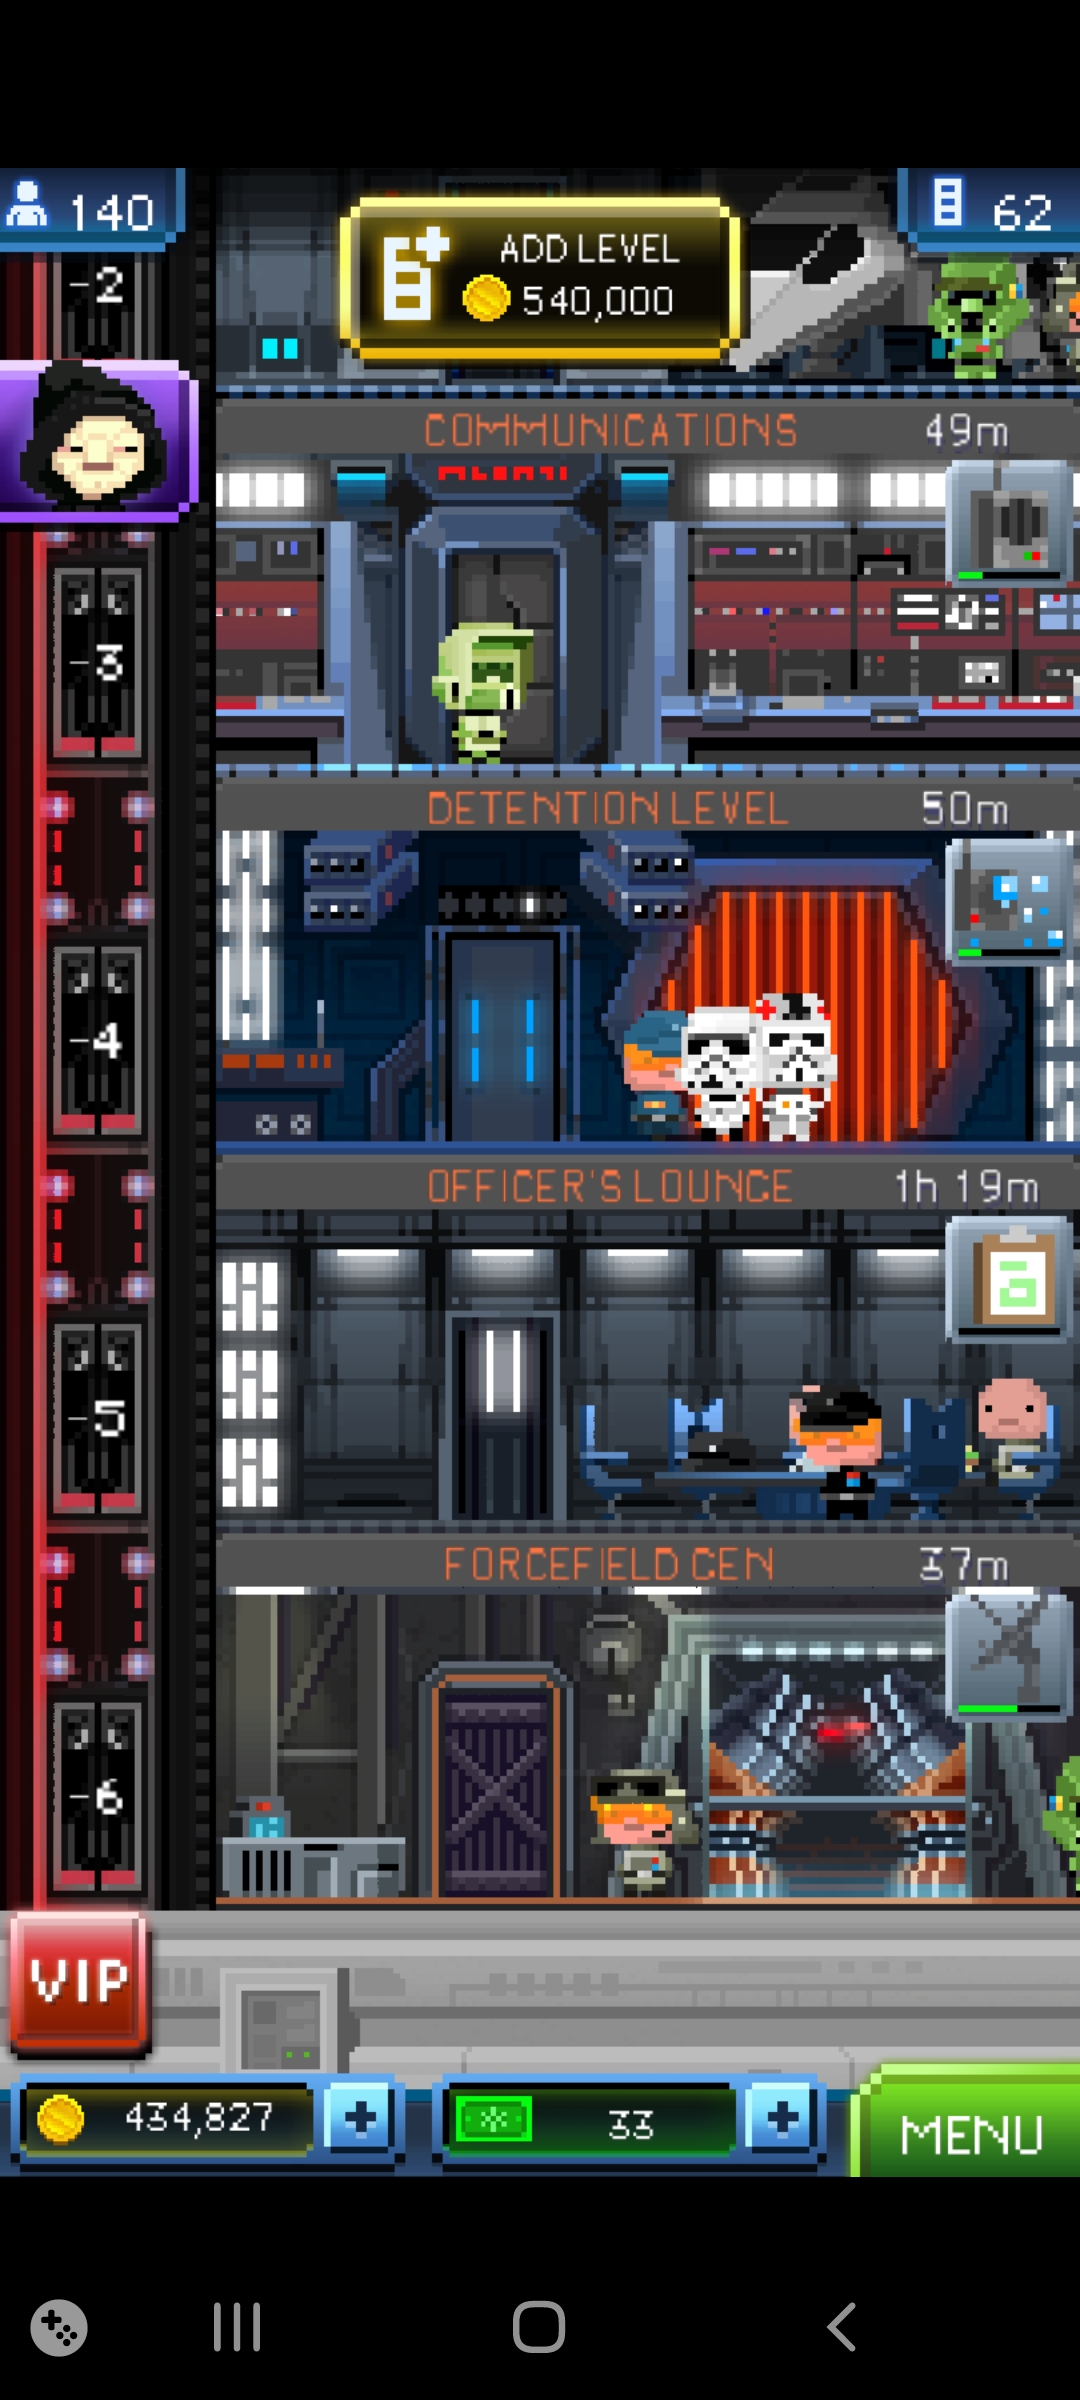 140
ADD LEVEL
540,000
62
-2
COMMUNICATIONS 49m
-3
DETENTION LEVEL 50m
-4
OFFICER'S LOUNGE 1h 19m
-5
FORCEFIELD GEN 37m
-6
VIP
434,827 + 33 + MENU